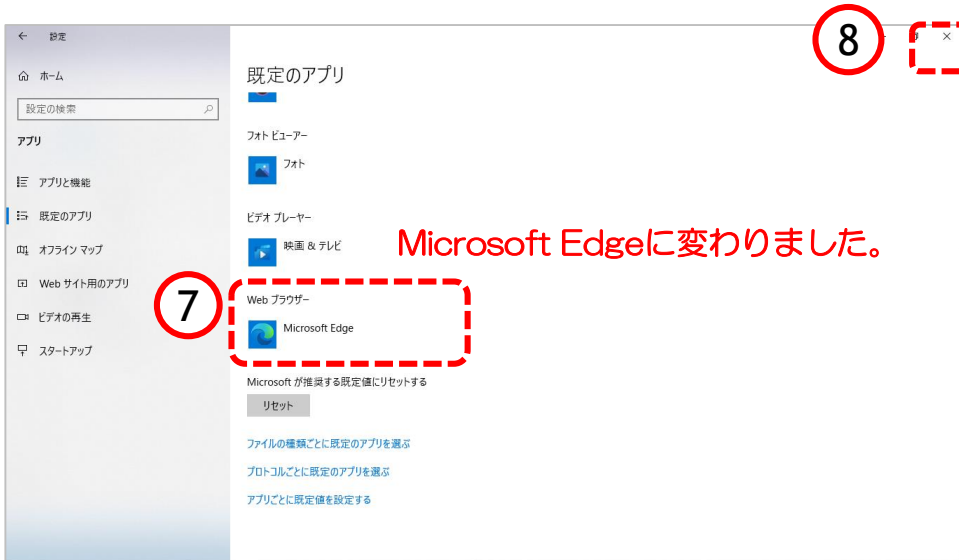 設定
8
ホーム
設定の検索
アプリ
アプリと機能
既定のアプリ
オフライン マップ
Web サイト用のアプリ
ビデオの再生
スタートアップ
既定のアプリ
フォト ビューアー
フォト
ビデオ プレーヤー
映画 & テレビ
Microsoft Edgeに変わりました。
7
Web ブラウザー
Microsoft Edge
Microsoft が推奨する既定値にリセットする
リセット
ファイルの種類ごとに既定のアプリを選ぶ
プロトコルごとに既定のアプリを選ぶ
アプリごとに既定値を設定する